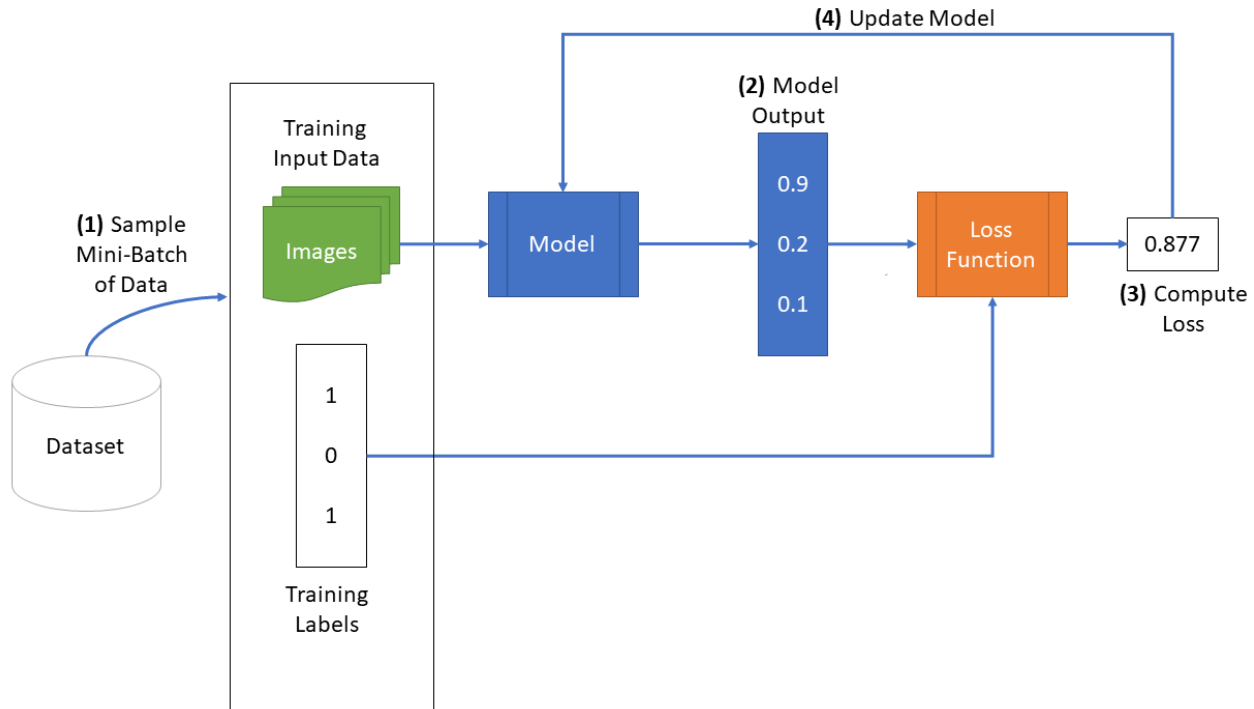 (4) Update Model
(2) Model
Output
Training
Input Data
(1) Sample
Mini-Batch
of Data
Images
Model
0.9
0.2
0.1
Loss
Function
0.877
(3) Compute
Loss
Dataset
1
0
1
Training
Labels